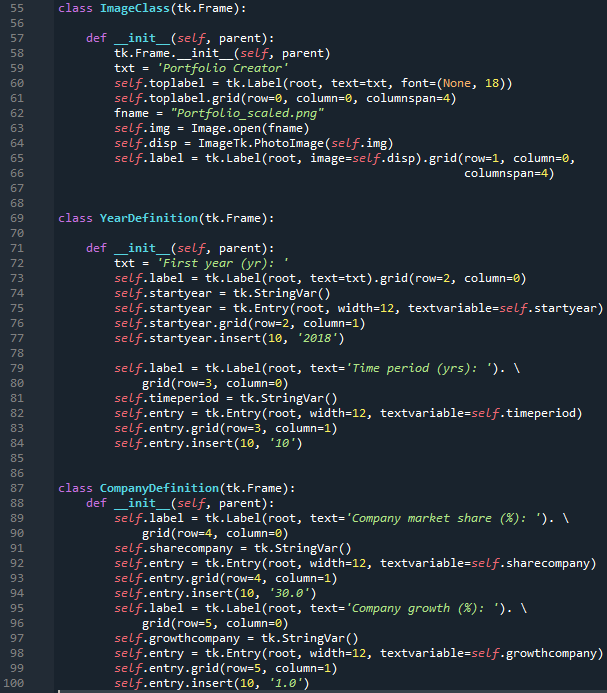 55 class ImageClass(tk.Frame):
56
57     def __init__(self, parent):
58         tk.Frame.__init__(self, parent)
59         txt = 'Portfolio Creator'
60         self.toplabel = tk.Label(root, text=txt, font=(None, 18))
61         self.toplabel.grid(row=0, column=0, columnspan=4)
62         fname = "Portfolio_scaled.png"
63         self.img = Image.open(fname)
64         self.disp = ImageTk.PhotoImage(self.img)
65         self.label = tk.Label(root, image=self.disp).grid(row=1, column=0,
66                                                           columnspan=4)
67
68
69 class YearDefinition(tk.Frame):
70
71     def __init__(self, parent):
72         txt = 'First year (yr): '
73         self.label = tk.Label(root, text=txt).grid(row=2, column=0)
74         self.startyear = tk.StringVar()
75         self.startyear = tk.Entry(root, width=12, textvariable=self.startyear)
76         self.startyear.grid(row=2, column=1)
77         self.startyear.insert(10, '2018')
78
79         self.label = tk.Label(root, text='Time period (yrs): '). \
80             grid(row=3, column=0)
81         self.timeperiod = tk.StringVar()
82         self.entry = tk.Entry(root, width=12, textvariable=self.timeperiod)
83         self.entry.grid(row=3, column=1)
84         self.entry.insert(10, '10')
85
86
87 class CompanyDefinition(tk.Frame):
88     def __init__(self, parent):
89         self.label = tk.Label(root, text='Company market share (%): '). \
90             grid(row=4, column=0)
91         self.sharecompany = tk.StringVar()
92         self.entry = tk.Entry(root, width=12, textvariable=self.sharecompany)
93         self.entry.grid(row=4, column=1)
94         self.entry.insert(10, '30.0')
95         self.label = tk.Label(root, text='Company growth (%): '). \
96             grid(row=5, column=0)
97         self.growthcompany = tk.StringVar()
98         self.entry = tk.Entry(root, width=12, textvariable=self.growthcompany)
99         self.entry.grid(row=5, column=1)
100         self.entry.insert(10, '1.0')